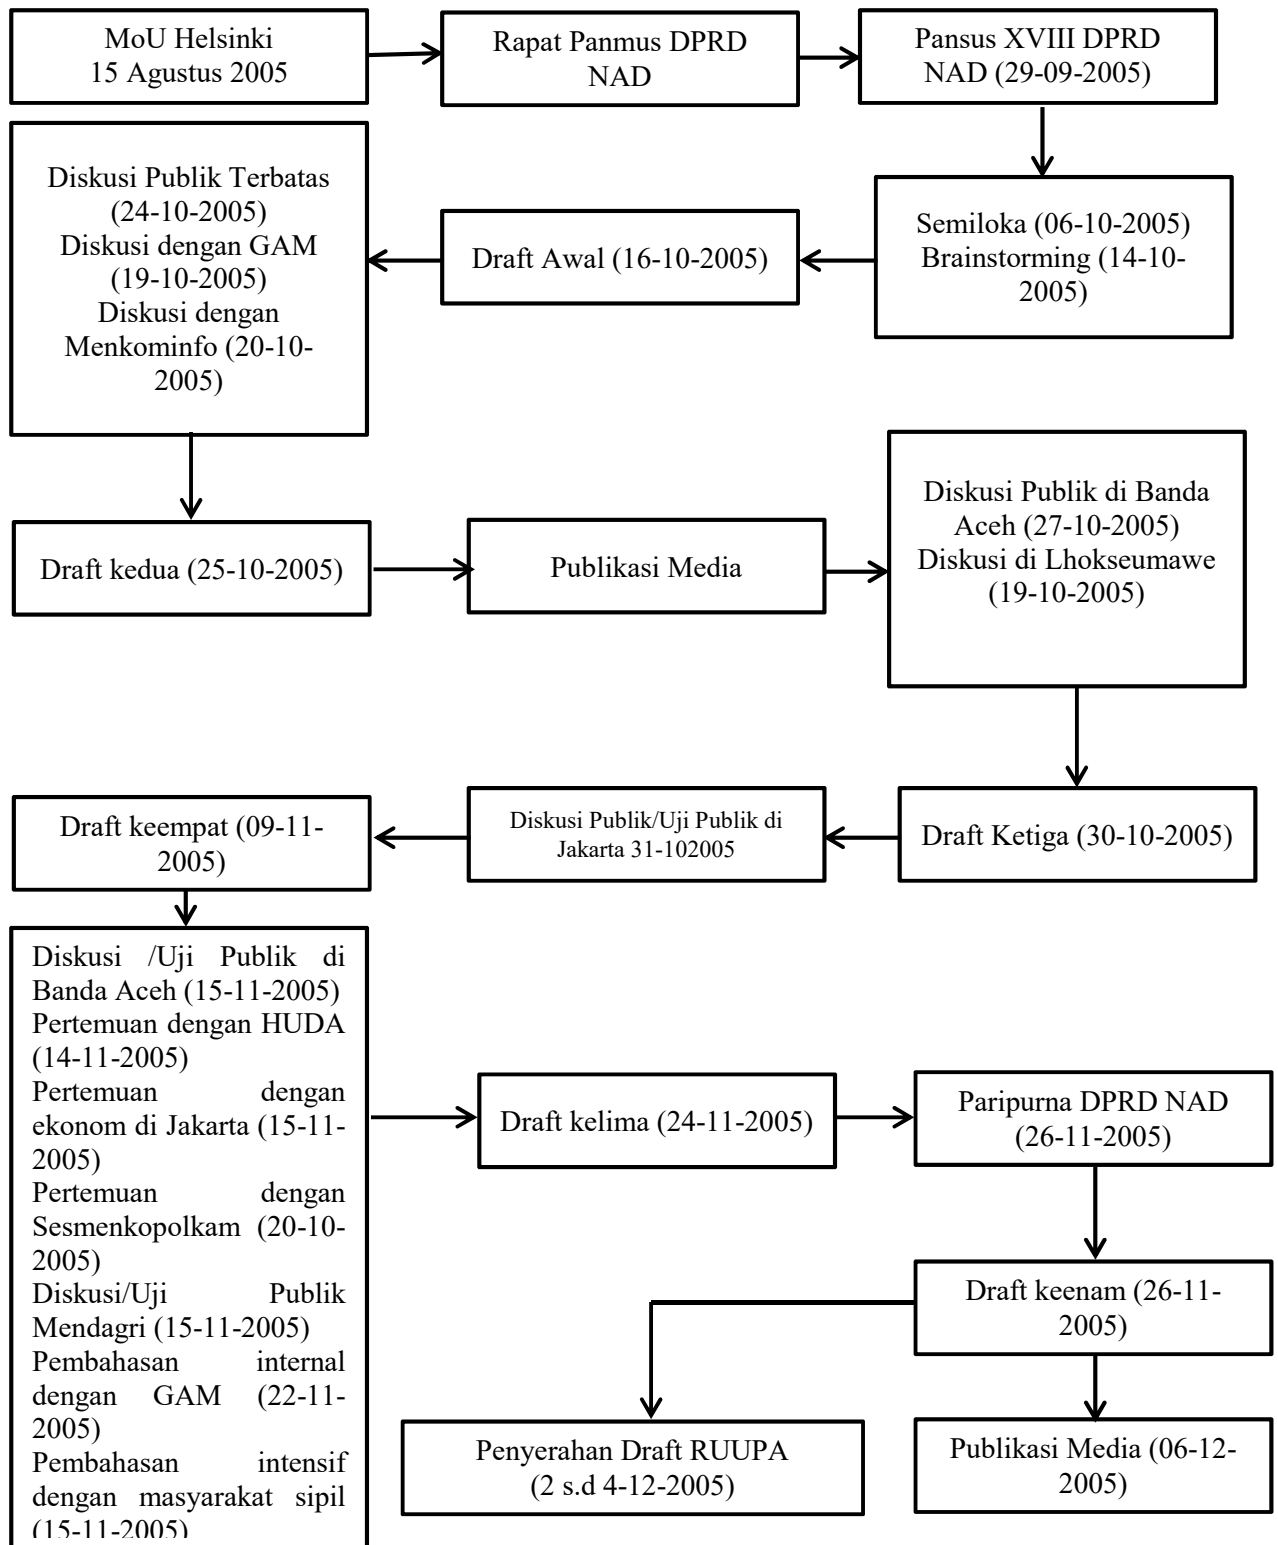 MoU Helsinki
15 Agustus 2005
Rapat Panmus DPRD
NAD
Pansus XVIII DPRD
NAD (29-09-2005)
Semiloka (06-10-2005)
Brainstorming (14-10-
2005)
Draft Awal (16-10-2005)
Diskusi Publik Terbatas
(24-10-2005)
Diskusi dengan GAM
(19-10-2005)
Diskusi dengan
Menkominfo (20-10-
2005)
Draft kedua (25-10-2005)
Publikasi Media
Diskusi Publik di Banda
Aceh (27-10-2005)
Diskusi di Lhokseumawe
(19-10-2005)
Draft Ketiga (30-10-2005)
Diskusi Publik/Uji Publik di
Jakarta 31-102005
Draft keempat (09-11-
2005)
Diskusi /Uji Publik di
Banda Aceh (15-11-2005)
Pertemuan dengan HUDA
(14-11-2005)
Pertemuan dengan
ekonom di Jakarta (15-11-
2005)
Pertemuan dengan
Sesmenkopolkam (20-10-
2005)
Diskusi/Uji Publik
Mendagri (15-11-2005)
Pembahasan internal
dengan GAM (22-11-
2005)
Pembahasan intensif
dengan masyarakat sipil
(15-11-2005)
Draft kelima (24-11-2005)
Paripurna DPRD NAD
(26-11-2005)
Draft keenam (26-11-
2005)
Penyerahan Draft RUUPA
(2 s.d 4-12-2005)
Publikasi Media (06-12-
2005)